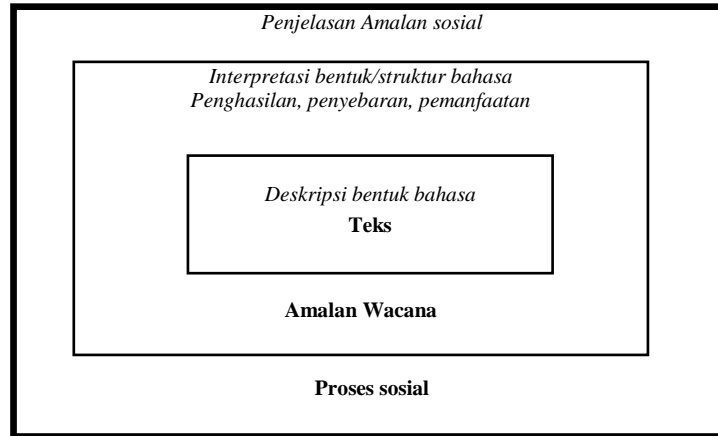 Penjelasan Amalan sosial
Interpretasi bentuk/struktur bahasa
Penghasilan, penyebaran, pemanfaatan
Deskripsi bentuk bahasa
Teks
Amalan Wacana
Proses sosial